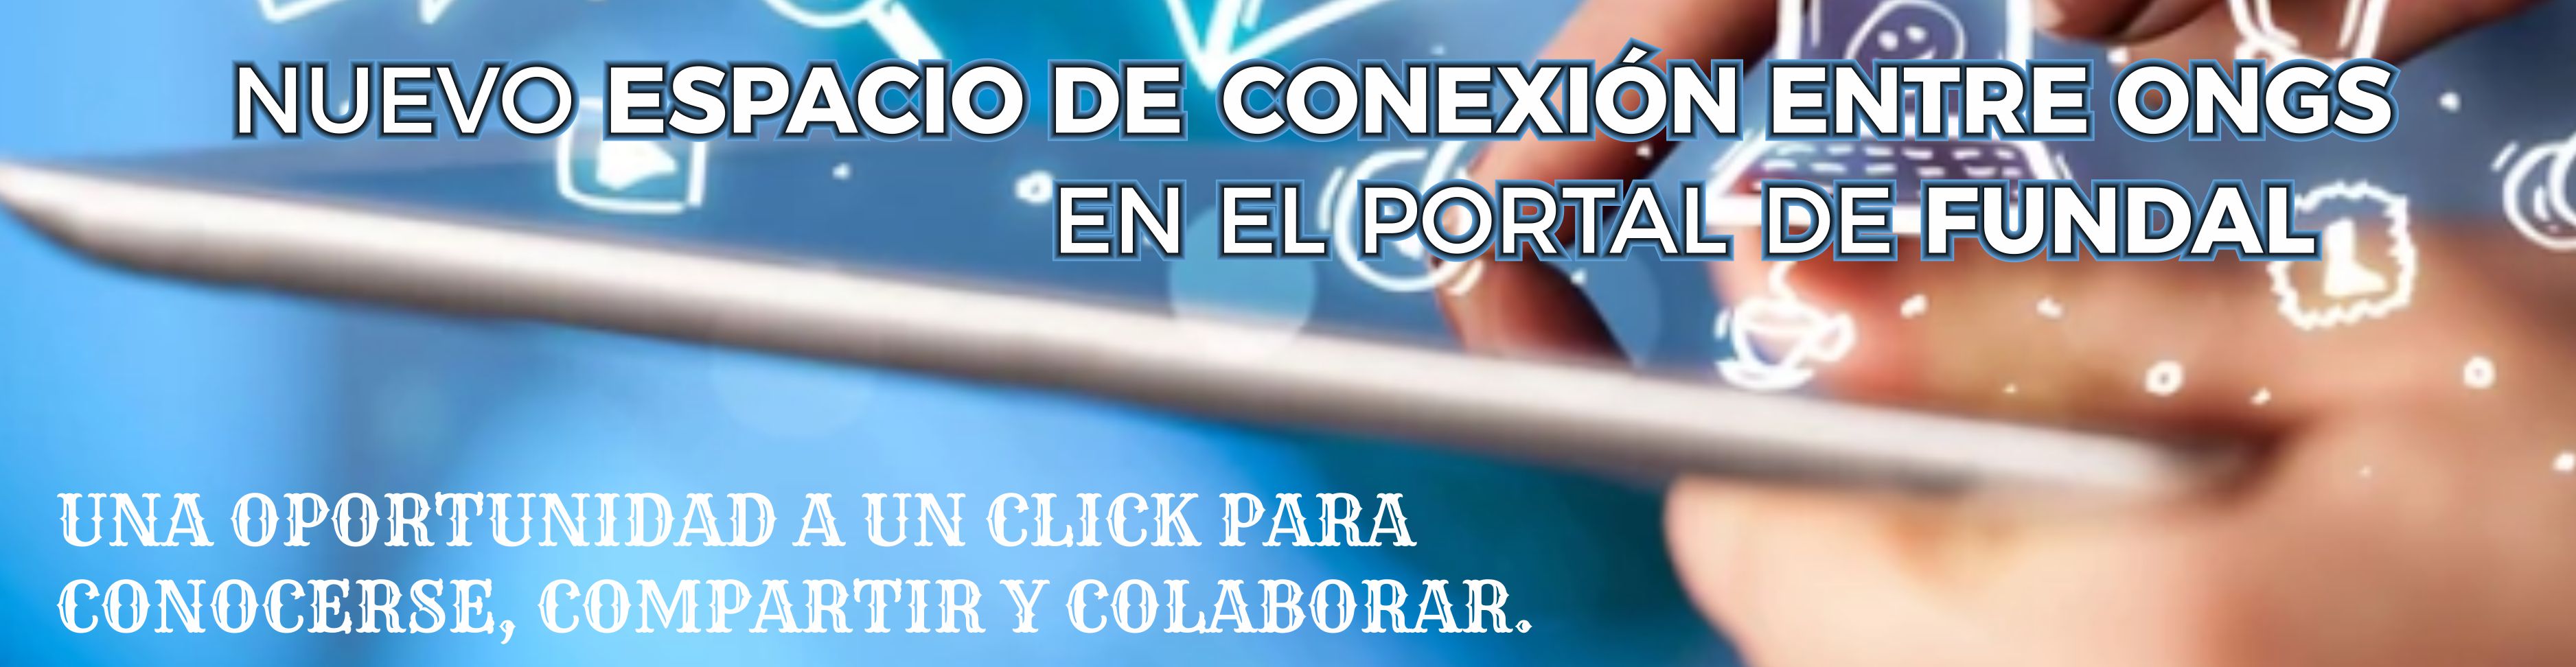 NUEVO ESPACIO DE CONEXIÓN ENTRE ONGS
EN EL PORTAL DE FUNDAL
UNA OPORTUNIDAD A UN CLICK PARA
CONOCERSE, COMPARTIR Y COLABORAR.